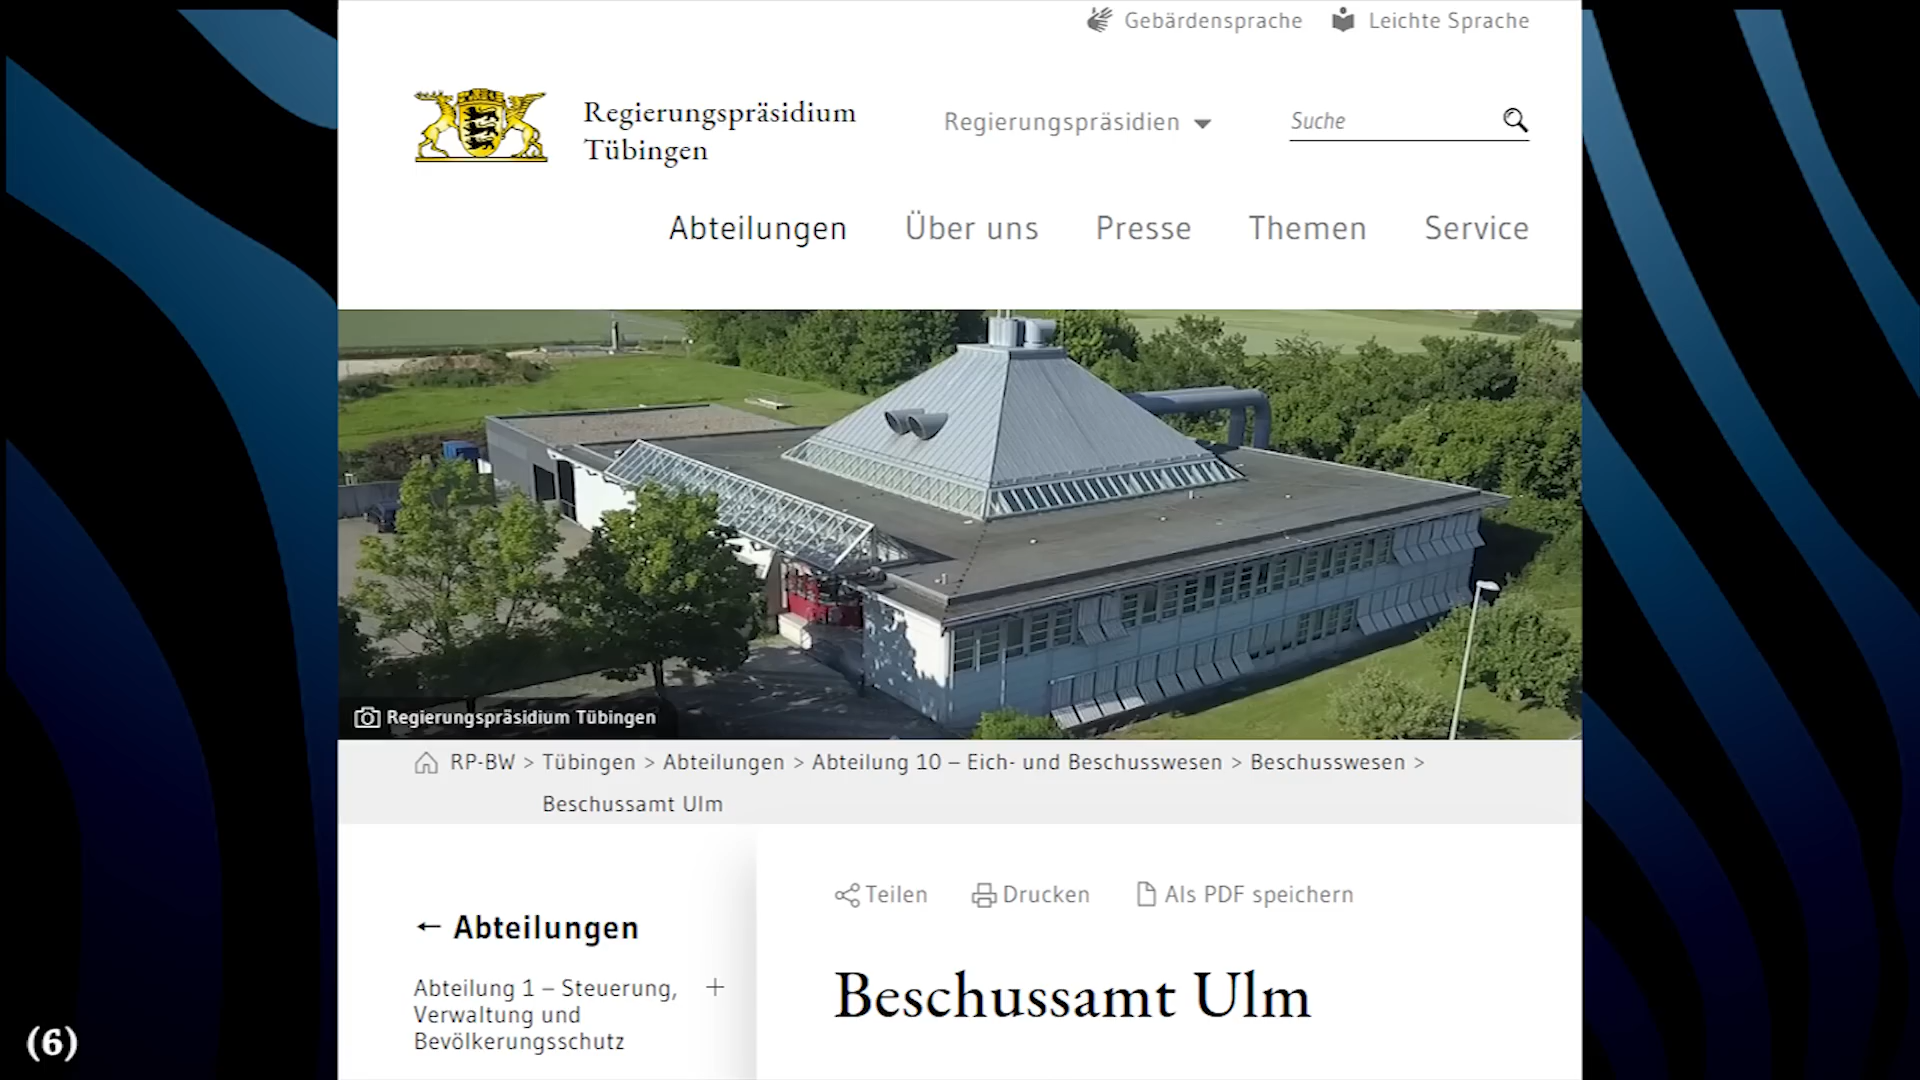 Gebärdensprache Leichte Sprache
Regierungspräsidium
Tübingen
Regierungspräsidien
Suche
Abteilungen Über uns Presse Themen Service
Regierungspräsidium Tübingen
RP-BW > Tübingen > Abteilungen > Abteilung 10 – Eich- und Beschusswesen > Beschusswesen >
Beschussamt Ulm
← Abteilungen
Abteilung 1 – Steuerung, +
Verwaltung und
Bevölkerungsschutz
Teilen Drucken Als PDF speichern
Beschussamt Ulm
(6)